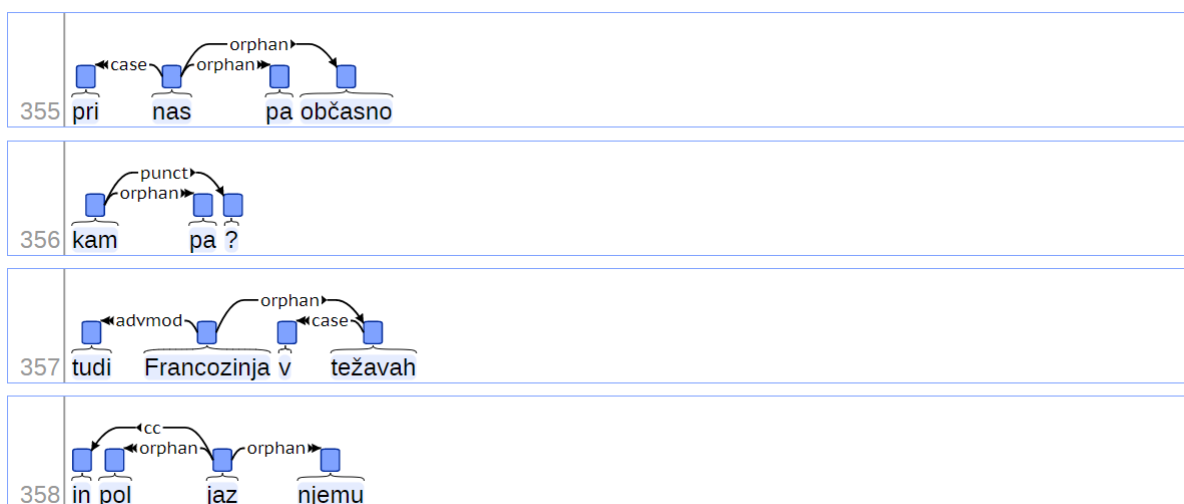 orphan
case orphan
355 pri nas pa občasno
punct
orphan
356 kam pa ?
orphan
advmod case
357 tudi Francozinja v težavah
cc
orphan orphan
358 in pol jaz njemu